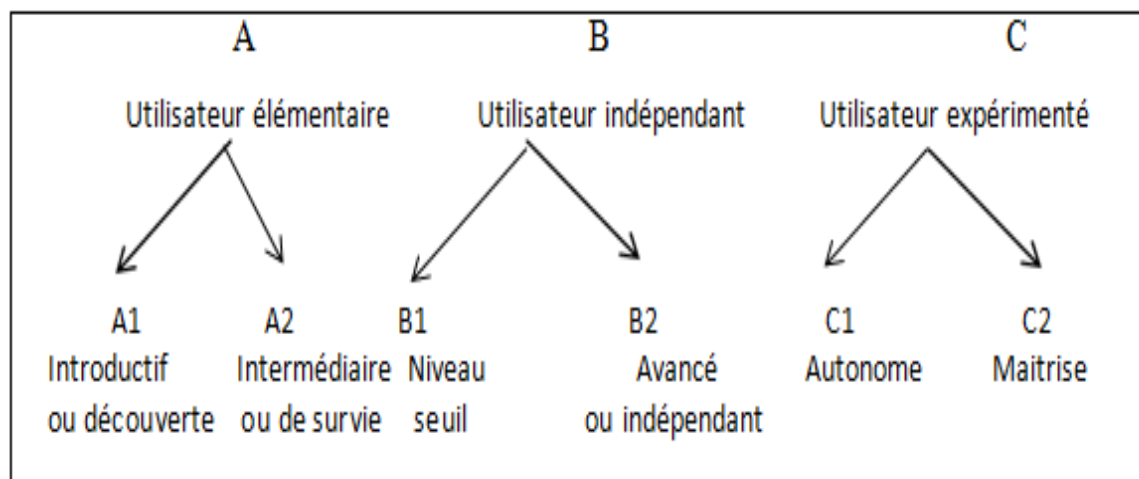 A B C
Utilisateur élémentaire Utilisateur indépendant Utilisateur expérimenté
A1 A2 B1 B2 C1 C2
Introductif Intermédiaire Niveau Avancé Autonome Maitrise
ou découverte ou de survie seuil ou indépendant